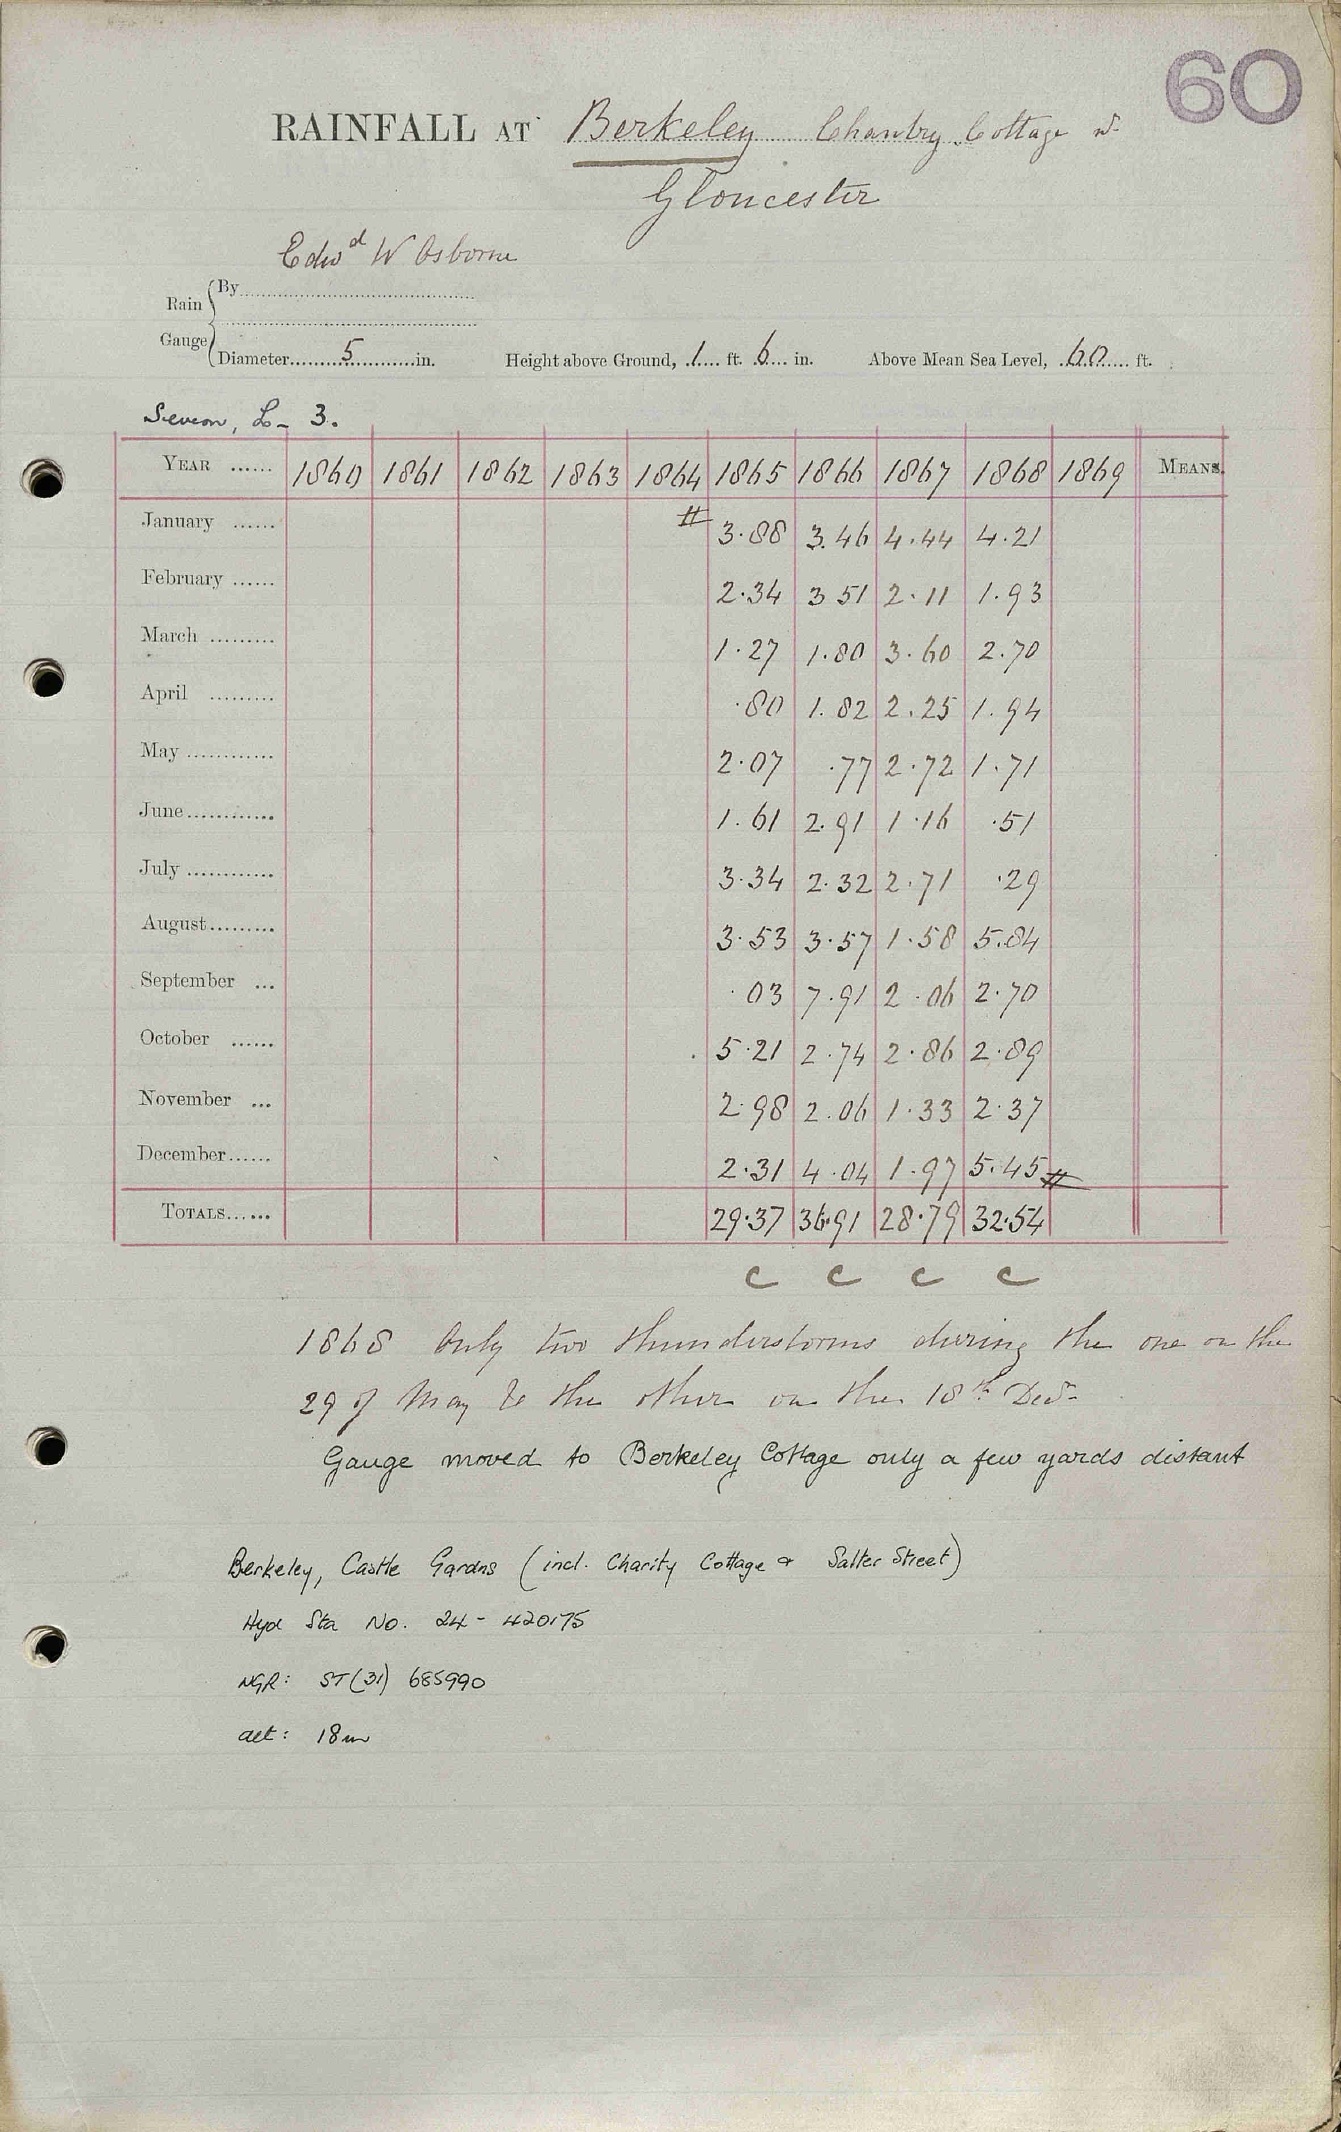 60
RAINFALL AT Berkeley Chantry Cottage nr
Gloucester
Edwd W Osborne
Rain Gauge { By
Diameter 5 in. Height above Ground, 1 ft. 6 in. Above Mean Sea Level, 60 ft.
Severn, L- 3.
YEAR 1860 1861 1862 1863 1864 1865 1866 1867 1868 1869 MEANS.
January # 3.88 3.46 4.44 4.21
February 2.34 3 51 2.11 1.93
March 1.27 1.80 3.60 2.70
April .80 1.82 2.25 1.94
May 2.07 .77 2.72 1.71
June 1.61 2.91 1.16 .51
July 3.34 2.32 2.71 .29
August 3.53 3.57 1.58 5.84
September .03 7.91 2.06 2.70
October 5.21 2.74 2.86 2.89
November 2.98 2.06 1.33 2.37
December 2.31 4.04 1.97 5.45 #
TOTALS 29.37 36.91 28.79 32.54
c c c c
1868 Only two thunderstorms during the one on the
29 of May & the other on the 18th Decr
Gauge moved to Berkeley Cottage only a few yards distant
Berkeley, Castle Gardns (incl. Charity Cottage & Salter Street)
Hyd Sta No. 24- 420175
NGR: ST(31) 685990
alt: 18m